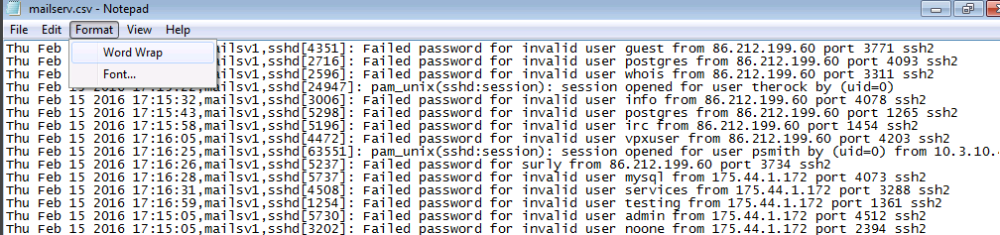 mailserv.csv - Notepad
File Edit Format View Help
Word Wrap
Font...
Thu Feb mailsv1,sshd[4351]: Failed password for invalid user guest from 86.212.199.60 port 3771 ssh2
Thu Feb mailsv1,sshd[2716]: Failed password for invalid user postgres from 86.212.199.60 port 4093 ssh2
Thu Feb mailsv1,sshd[2596]: Failed password for invalid user whois from 86.212.199.60 port 3311 ssh2
Thu Feb mailsv1,sshd[24947]: pam_unix(sshd:session): session opened for user therock by (uid=0)
Thu Feb 15 2016 17:15:32,mailsv1,sshd[3006]: Failed password for invalid user info from 86.212.199.60 port 4078 ssh2
Thu Feb 15 2016 17:15:43,mailsv1,sshd[5298]: Failed password for invalid user postgres from 86.212.199.60 port 1265 ssh2
Thu Feb 15 2016 17:15:58,mailsv1,sshd[5196]: Failed password for invalid user irc from 86.212.199.60 port 1454 ssh2
Thu Feb 15 2016 17:16:05,mailsv1,sshd[4472]: Failed password for invalid user vpxuser from 86.212.199.60 port 4203 ssh2
Thu Feb 15 2016 17:16:25,mailsv1,sshd[63551]: pam_unix(sshd:session): session opened for user psmith by (uid=0) from 10.3.10.4
Thu Feb 15 2016 17:16:26,mailsv1,sshd[5237]: Failed password for surly from 86.212.199.60 port 3734 ssh2
Thu Feb 15 2016 17:16:28,mailsv1,sshd[5737]: Failed password for invalid user mysql from 175.44.1.172 port 4073 ssh2
Thu Feb 15 2016 17:16:31,mailsv1,sshd[4508]: Failed password for invalid user services from 175.44.1.172 port 3288 ssh2
Thu Feb 15 2016 17:16:59,mailsv1,sshd[1254]: Failed password for invalid user testing from 175.44.1.172 port 1361 ssh2
Thu Feb 15 2016 17:15:05,mailsv1,sshd[5730]: Failed password for invalid user admin from 175.44.1.172 port 4512 ssh2
Thu Feb 15 2016 17:15:05,mailsv1,sshd[3202]: Failed password for invalid user noone from 175.44.1.172 port 2394 ssh2